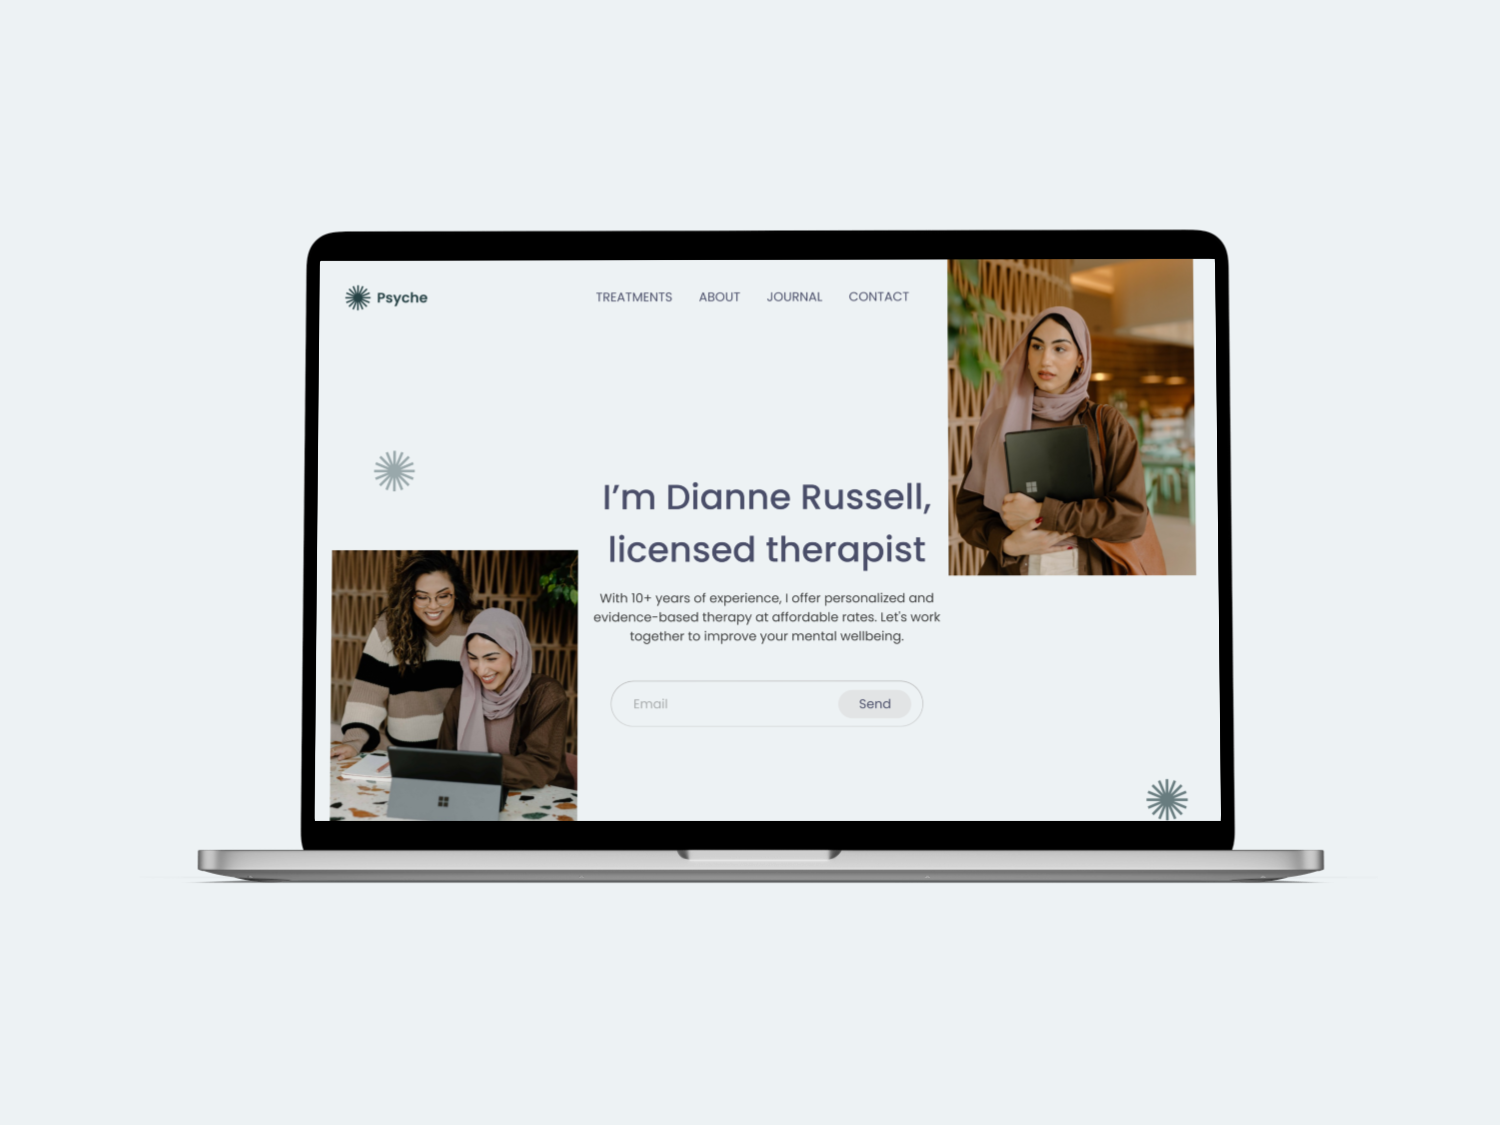 Psyche
TREATMENTS ABOUT JOURNAL CONTACT
I’m Dianne Russell,
licensed therapist
With 10+ years of experience, I offer personalized and
evidence-based therapy at affordable rates. Let's work
together to improve your mental wellbeing.
Email Send